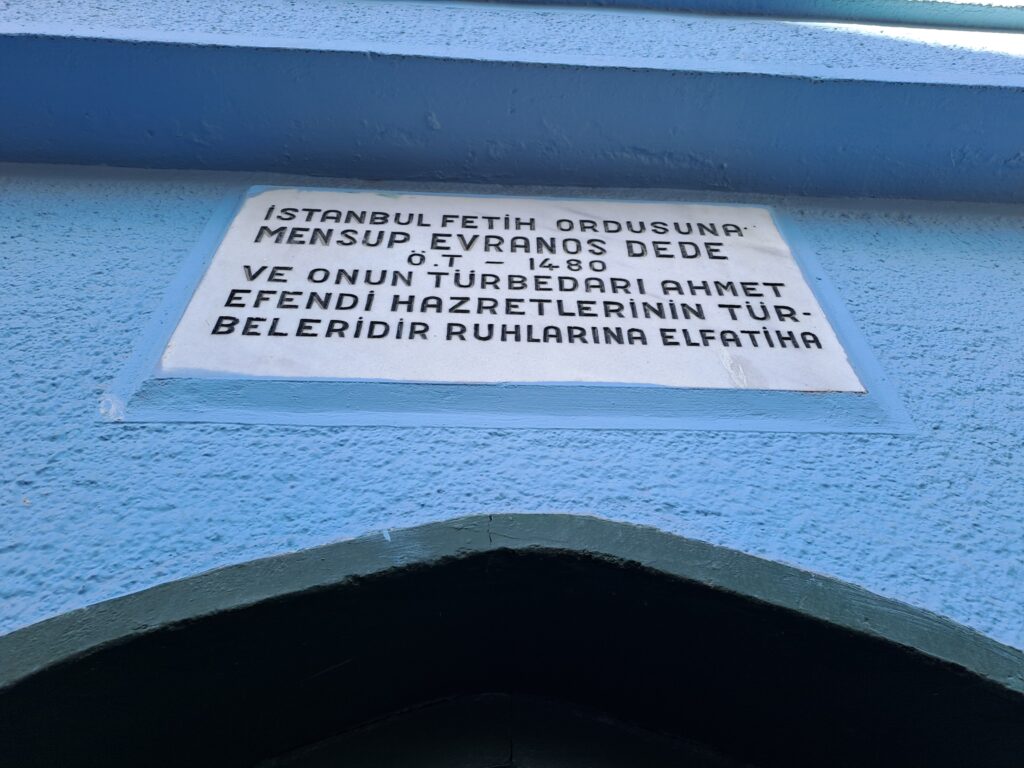 İSTANBUL FETİH ORDUSUNA
MENSUP EVRANOS DEDE
Ö.T - 1480
VE ONUN TÜRBEDARI AHMET
EFENDİ HAZRETLERİNİN TÜR-
BELERİDİR RUHLARINA ELFATİHA